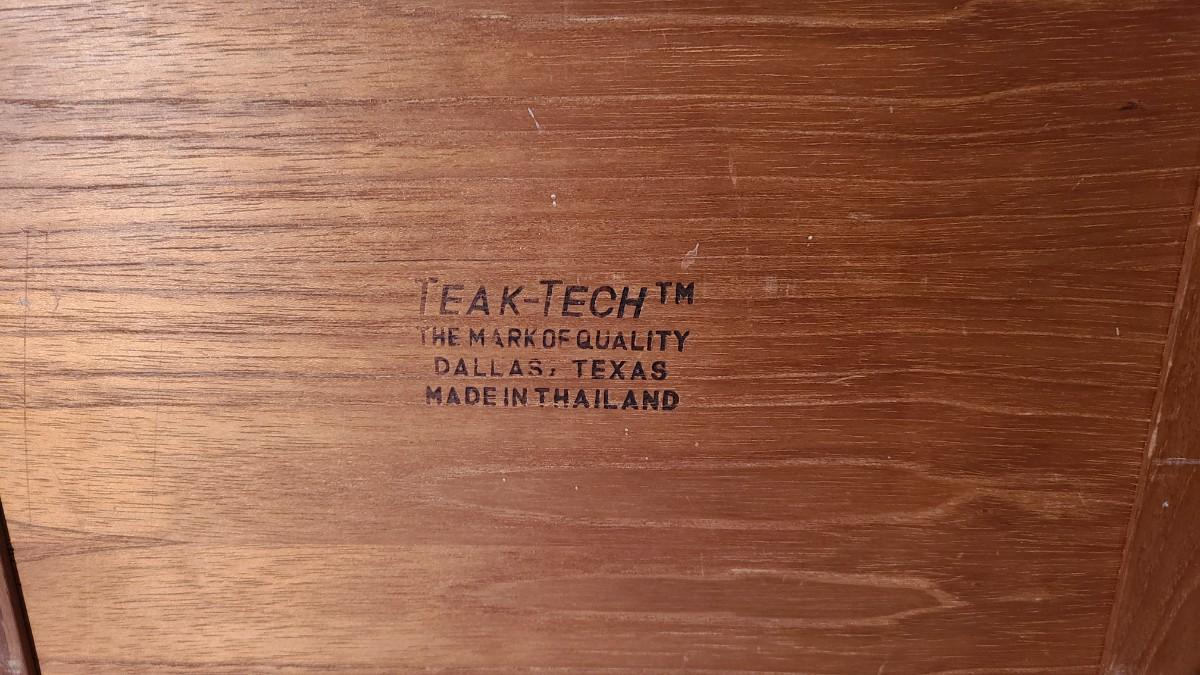 TEAK-TECH™
THE MARK OF QUALITY
DALLAS, TEXAS
MADE IN THAILAND